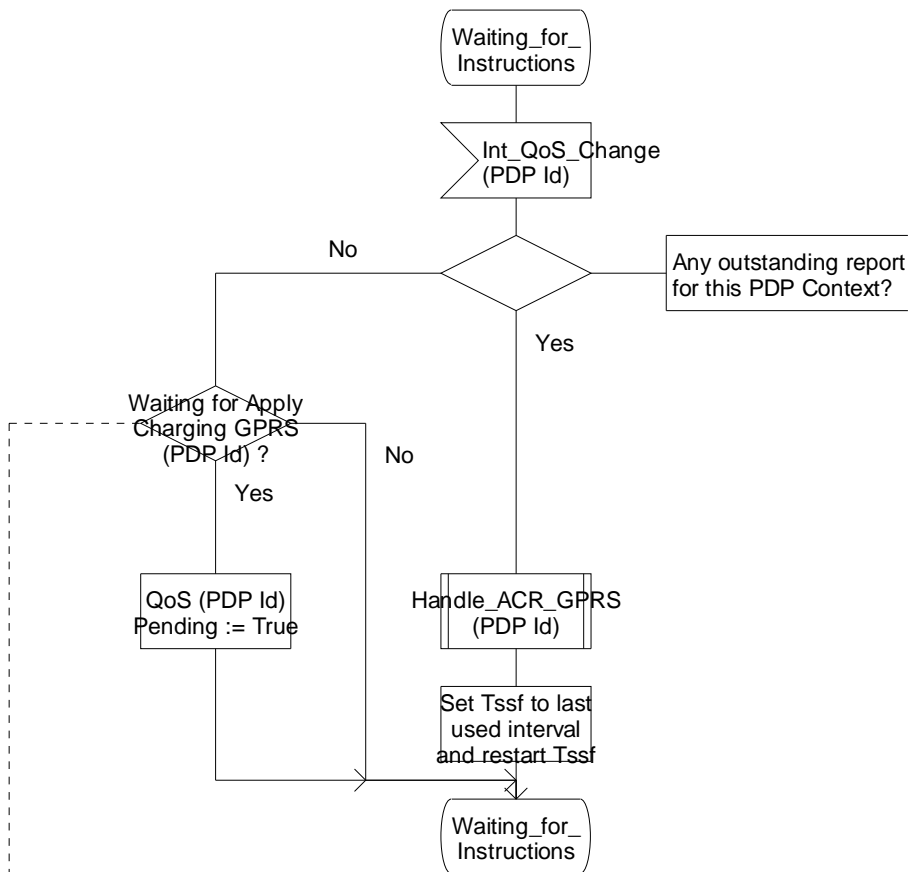 Waiting_for_
Instructions
Int_QoS_Change
(PDP Id)
No
Any outstanding report
for this PDP Context?
Yes
Waiting for Apply
Charging GPRS
(PDP Id) ?
No
Yes
QoS (PDP Id)
Pending := True
Handle_ACR_GPRS
(PDP Id)
Set Tssf to last
used interval
and restart Tssf
Waiting_for_
Instructions